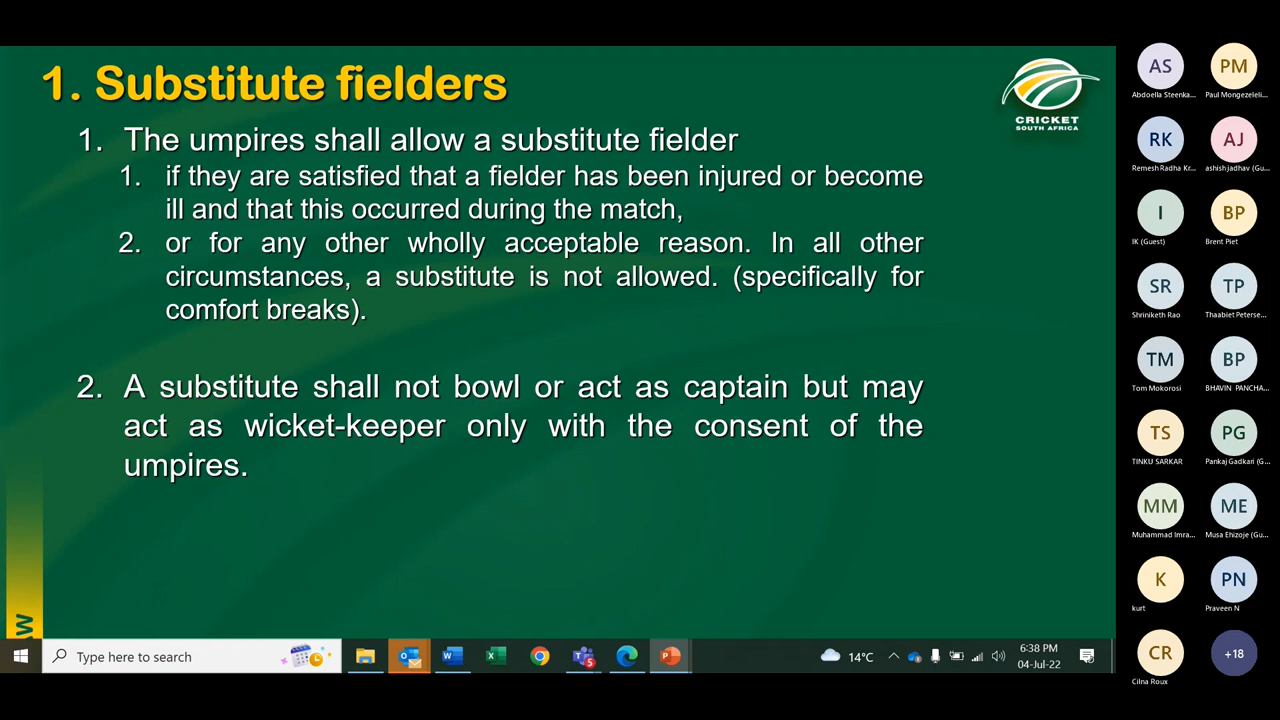 1. Substitute fielders
CRICKET
SOUTH AFRICA
1. The umpires shall allow a substitute fielder
1. if they are satisfied that a fielder has been injured or become
ill and that this occurred during the match,
2. or for any other wholly acceptable reason. In all other
circumstances, a substitute is not allowed. (specifically for
comfort breaks).
2. A substitute shall not bowl or act as captain but may
act as wicket-keeper only with the consent of the
umpires.
W
Type here to search
5
14°C
6:38 PM
04-Jul-22
AS PM
Abdoella Steenka... Paul Mongezeleli...
RK AJ
Remesh Radha Kr... ashish jadhav (Gu...
I BP
IK (Guest) Brent Piet
SR TP
Shriniketh Rao Thaabiet Peterse...
TM BP
Tom Mokorosi BHAVIN PANCHA...
TS PG
TINKU SARKAR Pankaj Gadkari (G...
MM ME
Muhammad Imra... Musa Ehizoje (Gu...
K PN
kurt Praveen N
CR +18
Cilna Roux